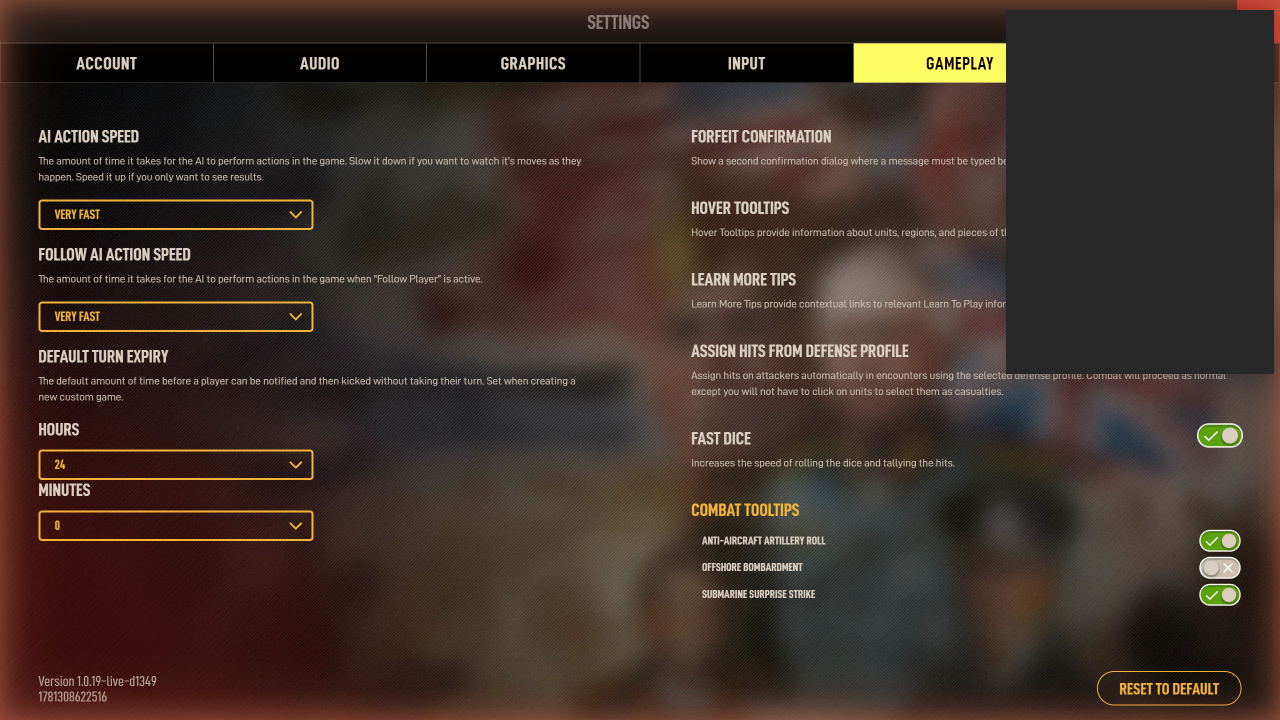 SETTINGS
ACCOUNT
AUDIO
GRAPHICS
INPUT
GAMEPLAY
AI ACTION SPEED
The amount of time it takes for the AI to perform actions in the game. Slow it down if you want to watch it's moves as they
happen. Speed it up if you only want to see results.
VERY FAST
FOLLOW AI ACTION SPEED
The amount of time it takes for the AI to perform actions in the game when "Follow Player" is active.
VERY FAST
DEFAULT TURN EXPIRY
The default amount of time before a player can be notified and then kicked without taking their turn. Set when creating a
new custom game.
HOURS
24
MINUTES
0
FORFEIT CONFIRMATION
Show a second confirmation dialog where a message must be typed
HOVER TOOLTIPS
Hover Tooltips provide information about units, regions, and pieces of
LEARN MORE TIPS
Learn More Tips provide contextual links to relevant Learn To Play
ASSIGN HITS FROM DEFENSE PROFILE
Assign hits on attackers automatically in encounters using the selected defense profile. Combat will proceed as normal
except you will not have to click on units to select them as casualties.
FAST DICE
Increases the speed of rolling the dice and tallying the hits.
COMBAT TOOLTIPS
ANTI-AIRCRAFT ARTILLERY ROLL
OFFSHORE BOMBARDMENT
SUBMARINE SURPRISE STRIKE
Version 1.0.19-live-d1349
1781308622516
RESET TO DEFAULT